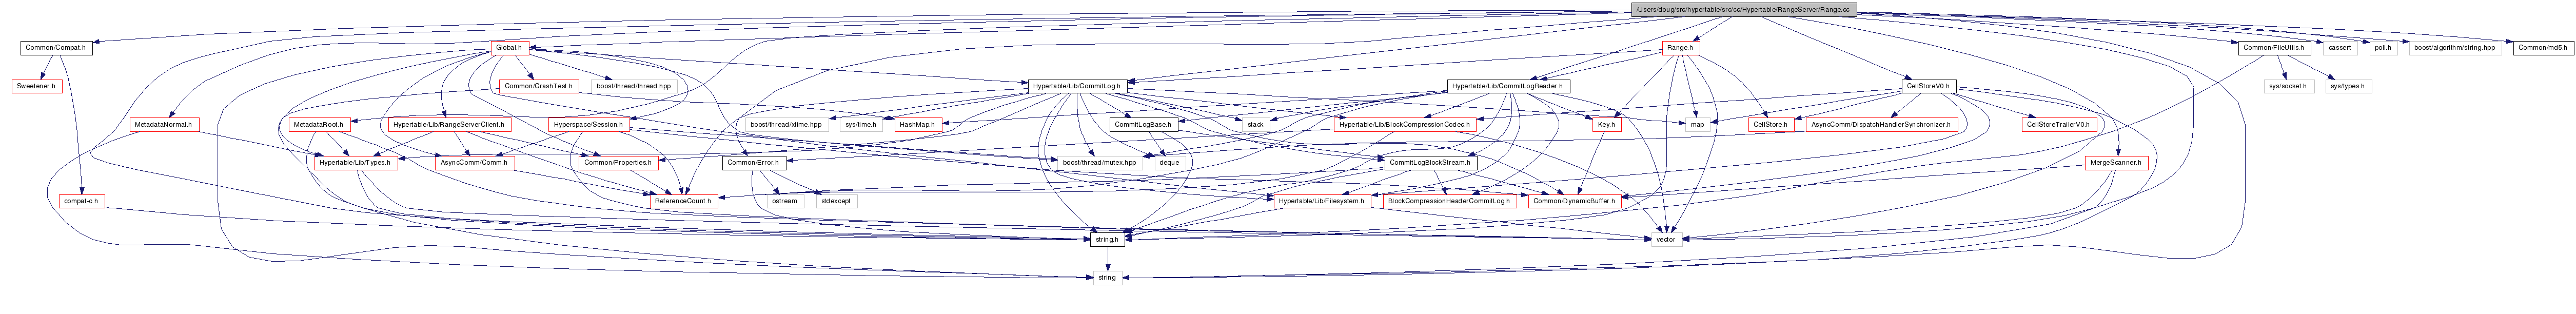 /Users/doug/src/hypertable/src/cc/Hypertable/RangeServer/Range.cc
Common/Compat.h
Global.h
Range.h
Common/FileUtils.h
cassert
poll.h
boost/algorithm/string.hpp
Common/md5.h
Sweetener.h
Common/CrashTest.h
boost/thread/thread.hpp
Hypertable/Lib/CommitLog.h
Hypertable/Lib/CommitLogReader.h
CellStoreV0.h
sys/socket.h
sys/types.h
MetadataNormal.h
MetadataRoot.h
Hypertable/Lib/RangeServerClient.h
Hyperspace/Session.h
boost/thread/xtime.hpp
sys/time.h
HashMap.h
CommitLogBase.h
stack
Hypertable/Lib/BlockCompressionCodec.h
Key.h
map
CellStore.h
AsyncComm/DispatchHandlerSynchronizer.h
CellStoreTrailerV0.h
Hypertable/Lib/Types.h
AsyncComm/Comm.h
Common/Properties.h
Common/Error.h
boost/thread/mutex.hpp
deque
CommitLogBlockStream.h
MergeScanner.h
compat-c.h
ReferenceCount.h
ostream
stdexcept
Hypertable/Lib/Filesystem.h
BlockCompressionHeaderCommitLog.h
Common/DynamicBuffer.h
string.h
vector
string